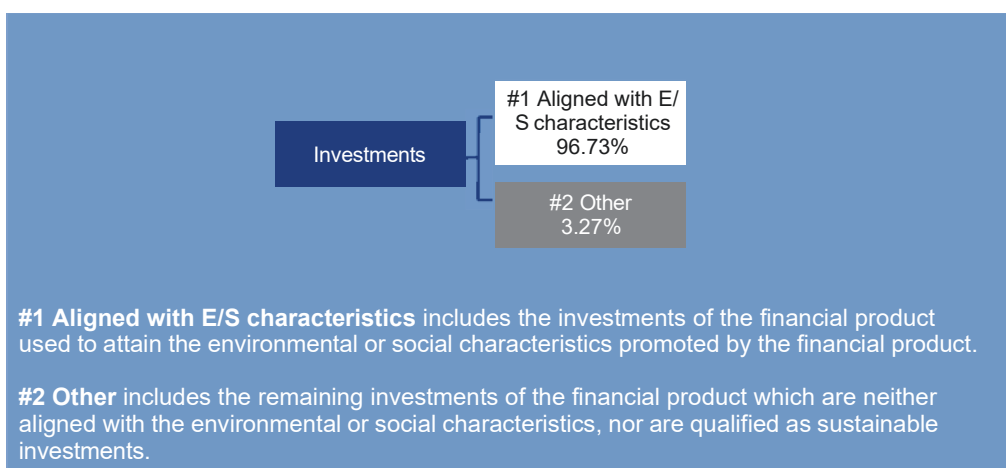 Investments
#1 Aligned with E/
S characteristics
96.73%
#2 Other
3.27%
#1 Aligned with E/S characteristics includes the investments of the financial product
used to attain the environmental or social characteristics promoted by the financial product.
#2 Other includes the remaining investments of the financial product which are neither
aligned with the environmental or social characteristics, nor are qualified as sustainable
investments.